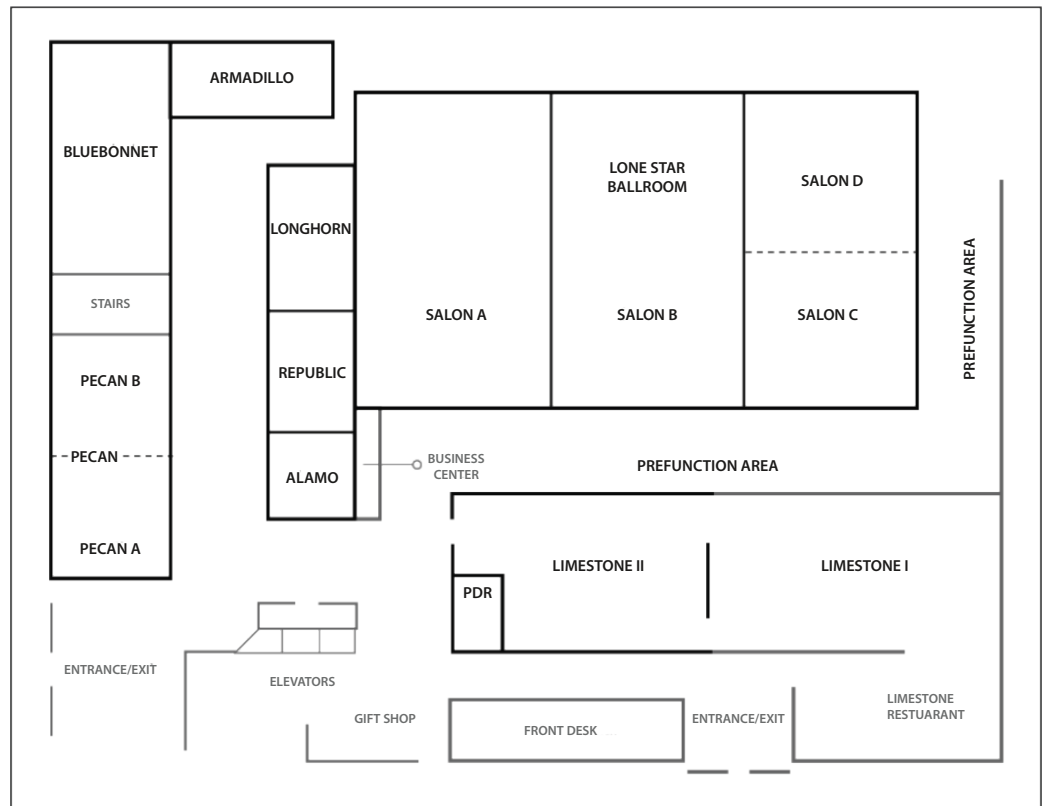 ARMADILLO
BLUEBONNET
LONE STAR
BALLROOM
SALON D
LONGHORN
STAIRS
SALON A
SALON B
SALON C
PREFUNCTION AREA
REPUBLIC
PECAN B
PECAN
BUSINESS
CENTER
PREFUNCTION AREA
ALAMO
PECAN A
LIMESTONE II
LIMESTONE I
PDR
ENTRANCE/EXIT
ELEVATORS
GIFT SHOP
FRONT DESK
ENTRANCE/EXIT
LIMESTONE
RESTUARANT